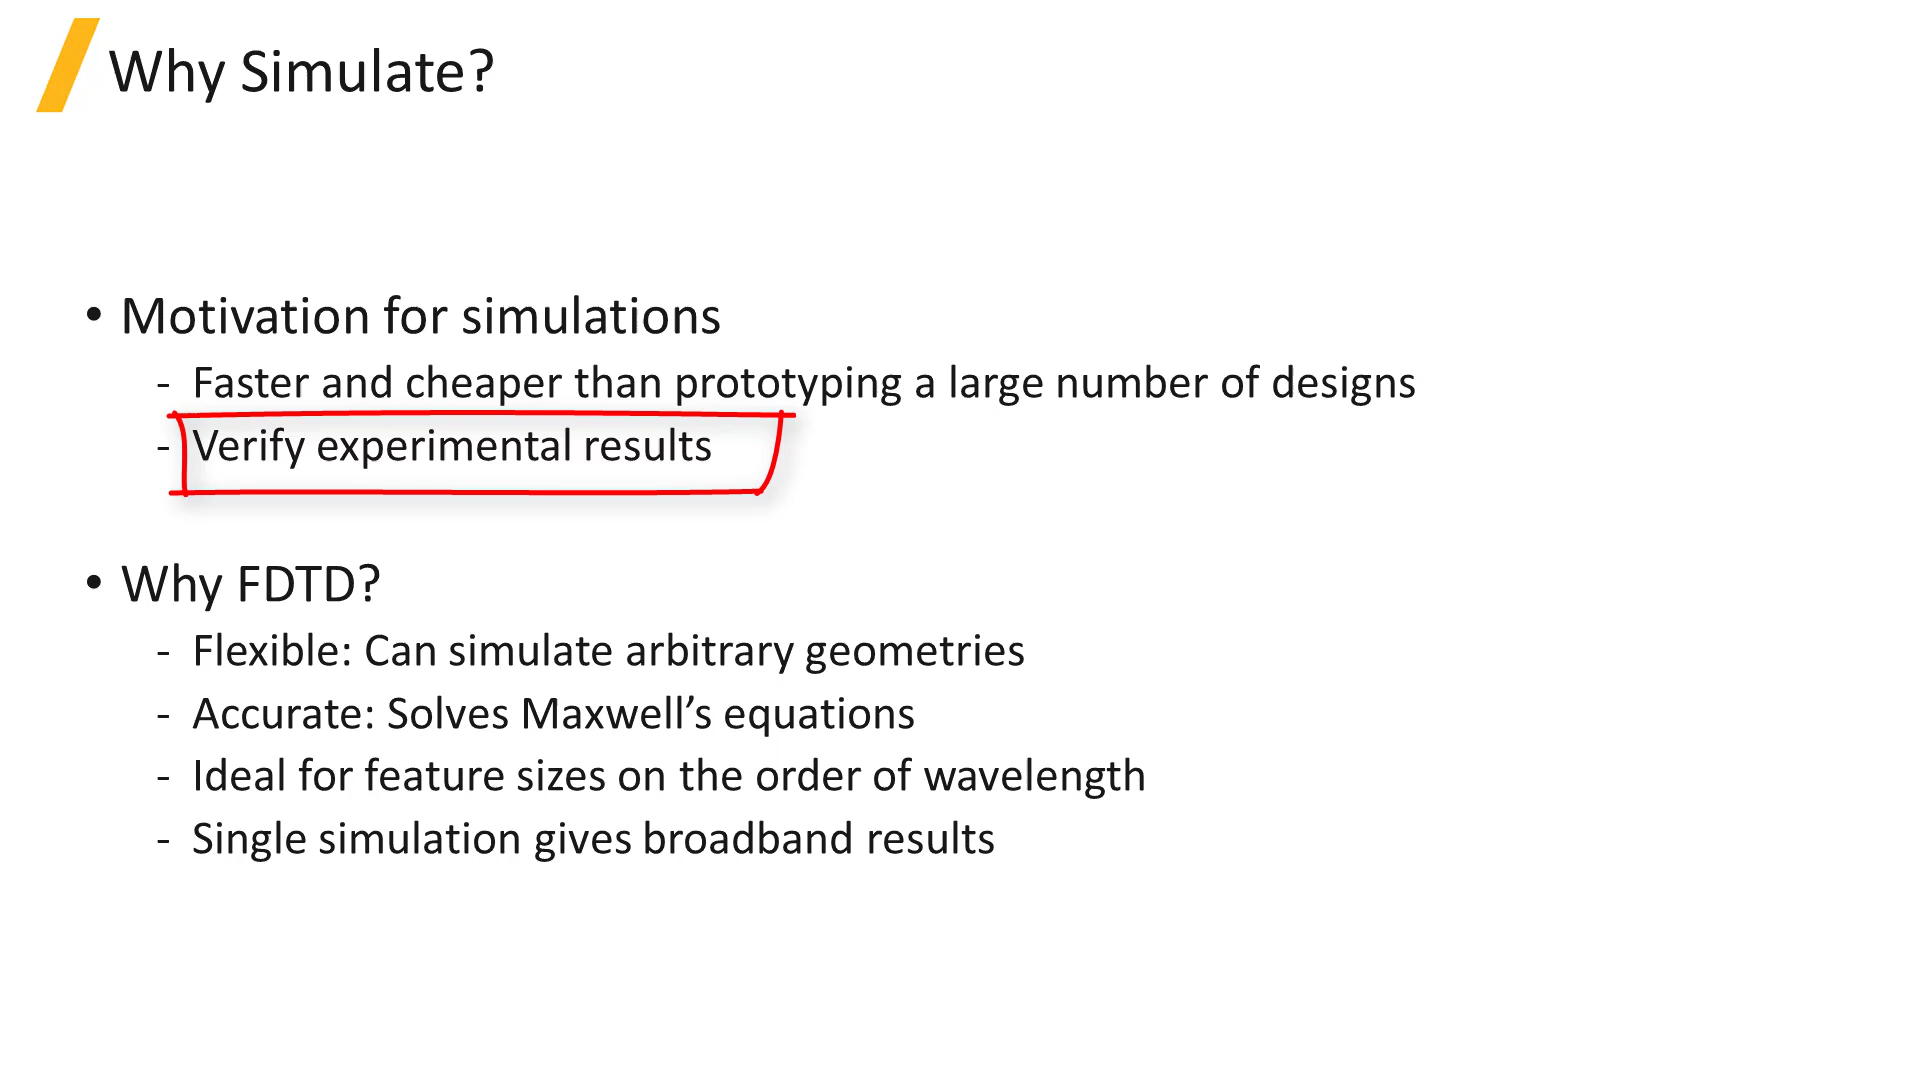 Why Simulate?
• Motivation for simulations
- Faster and cheaper than prototyping a large number of designs
- Verify experimental results
• Why FDTD?
- Flexible: Can simulate arbitrary geometries
- Accurate: Solves Maxwell’s equations
- Ideal for feature sizes on the order of wavelength
- Single simulation gives broadband results